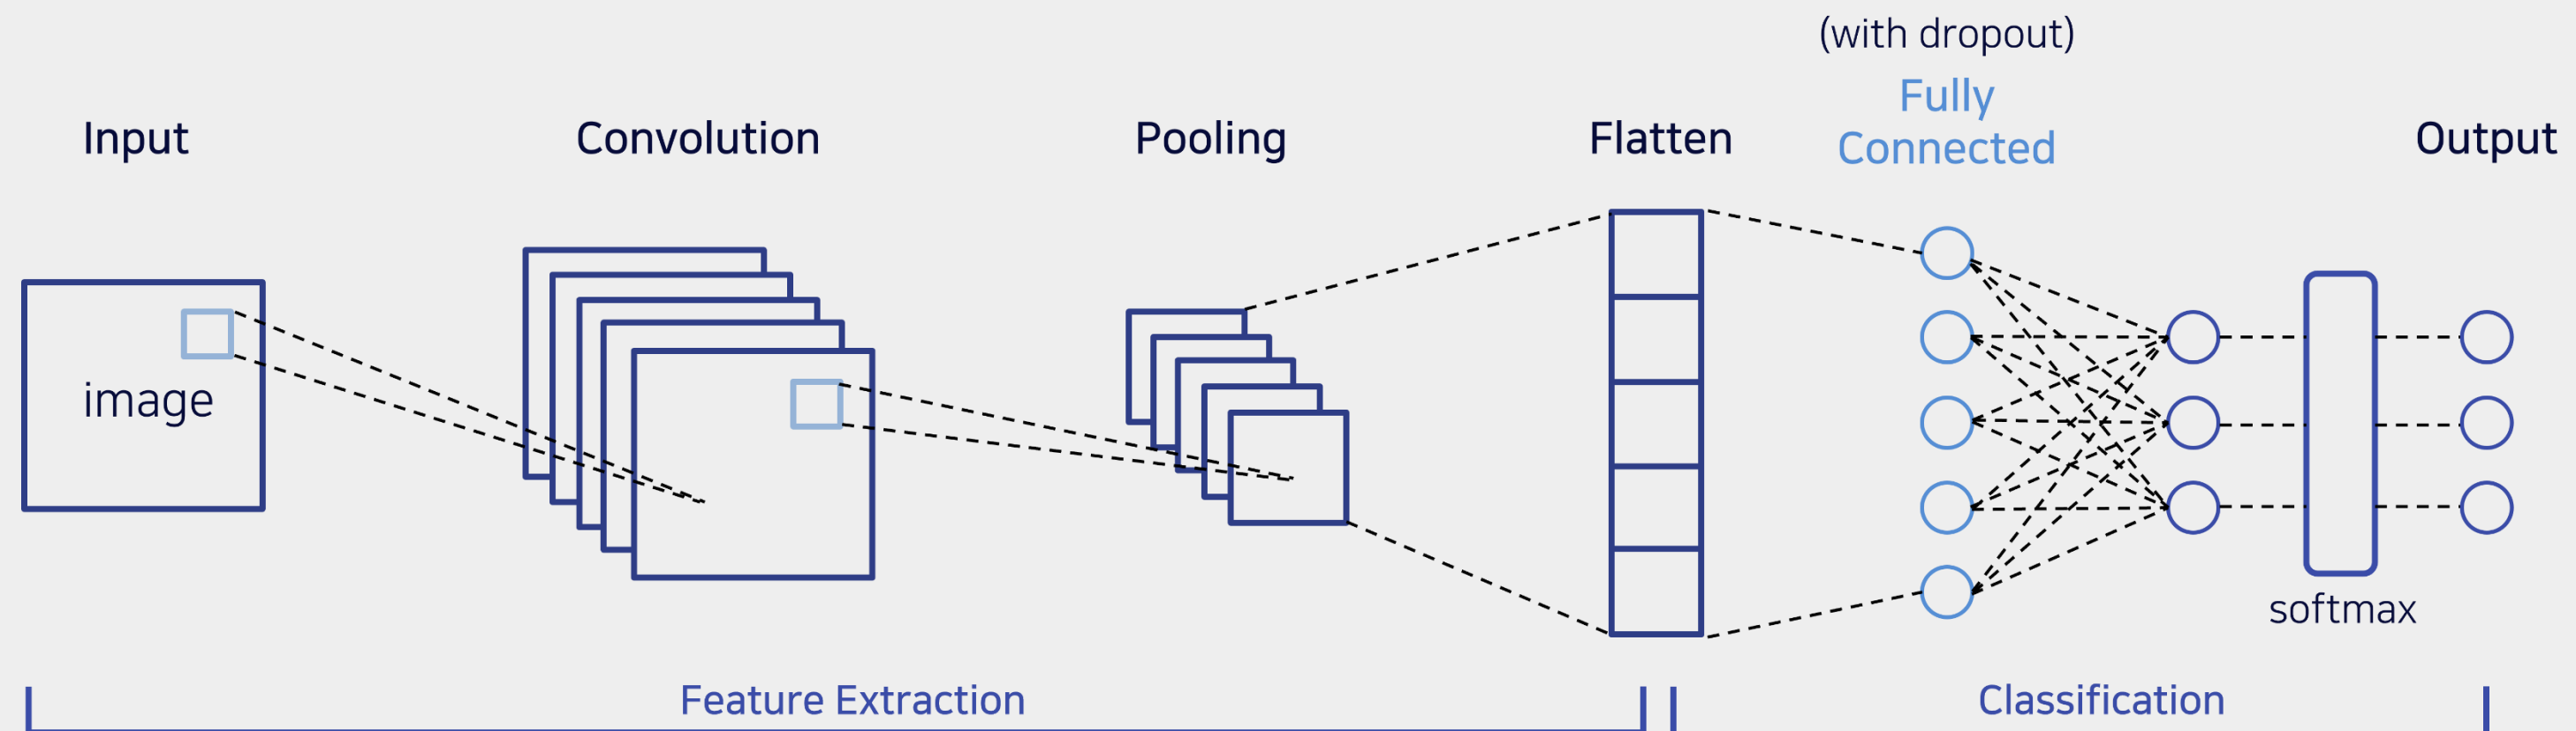 (with dropout)
Fully
Connected
Input
Convolution
Pooling
Flatten
Output
image
softmax
Feature Extraction
Classification